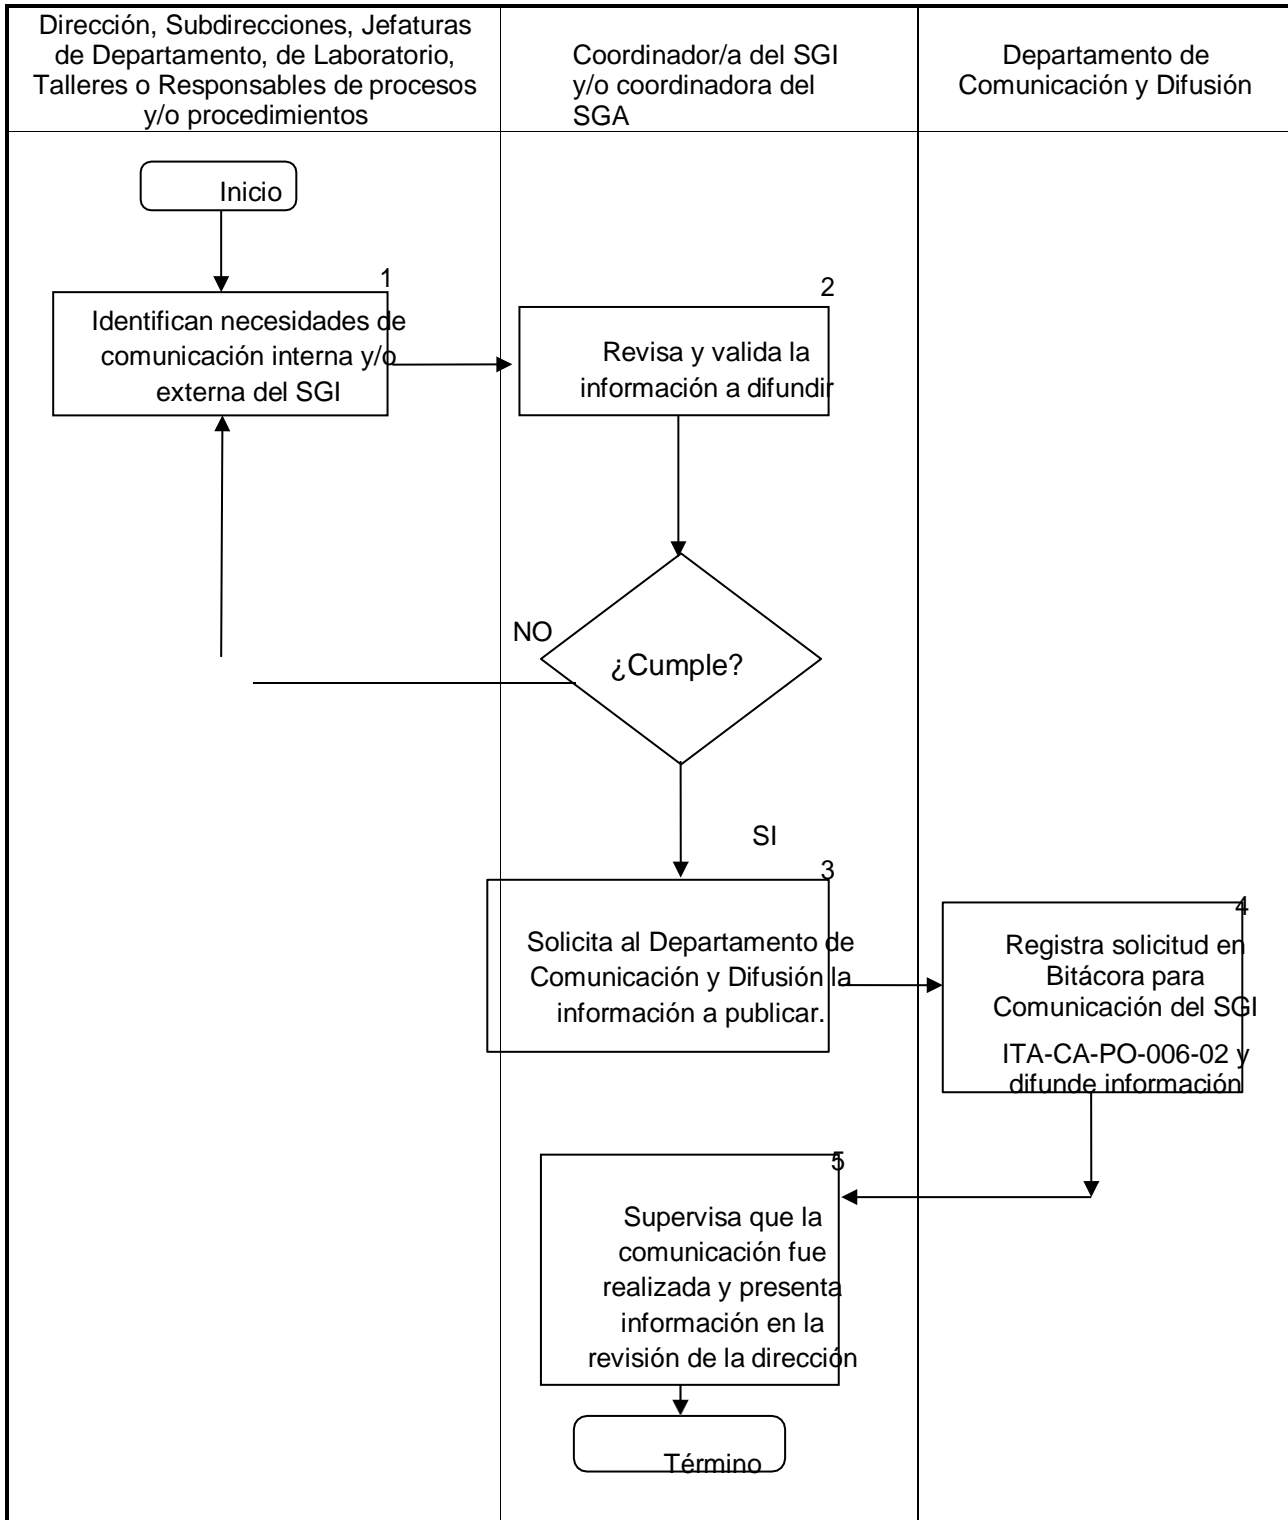 Dirección, Subdirecciones, Jefaturas
de Departamento, de Laboratorio,
Talleres o Responsables de procesos
y/o procedimientos
Coordinador/a del SGI
y/o coordinadora del
SGA
Departamento de
Comunicación y Difusión
Inicio
1
Identifican necesidades de
comunicación interna y/o
externa del SGI
2
Revisa y valida la
información a difundir
NO
¿Cumple?
SI
3
Solicita al Departamento de
Comunicación y Difusión la
información a publicar.
4
Registra solicitud en
Bitácora para
Comunicación del SGI
ITA-CA-PO-006-02 y
difunde información
5
Supervisa que la
comunicación fue
realizada y presenta
información en la
revisión de la dirección
Término